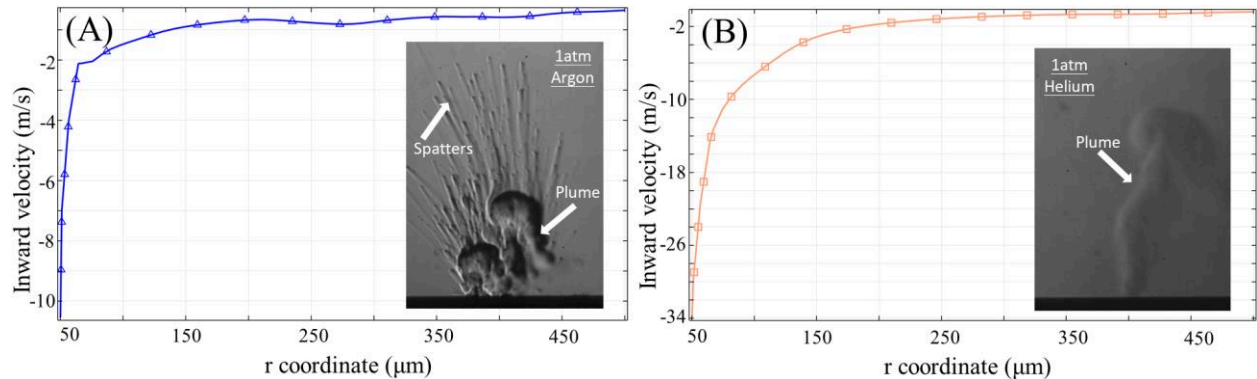 (A)
Inward velocity (m/s)
-2
-4
-6
-8
-10
50
150
250
350
450
r coordinate (μm)
1atm
Argon
Spatters
Plume
(B)
Inward velocity (m/s)
-2
-10
-18
-26
-34
50
150
250
350
450
r coordinate (μm)
1atm
Helium
Plume